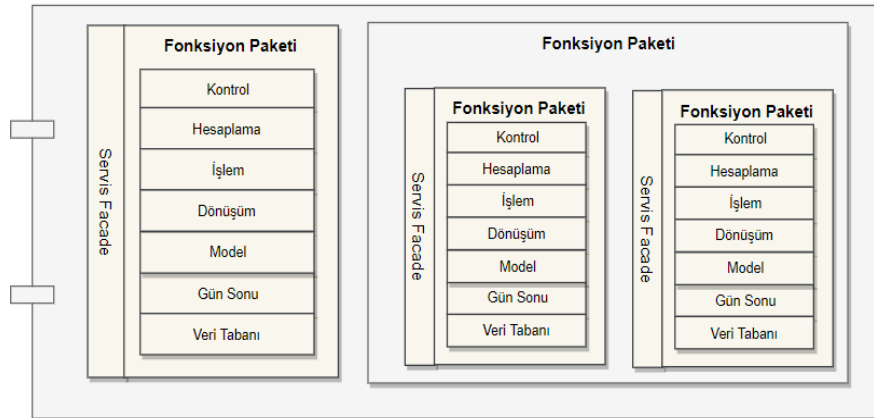 Servis Facade
Fonksiyon Paketi
Kontrol
Hesaplama
İşlem
Dönüşüm
Model
Gün Sonu
Veri Tabanı
Fonksiyon Paketi
Servis Facade
Fonksiyon Paketi
Kontrol
Hesaplama
İşlem
Dönüşüm
Model
Gün Sonu
Veri Tabanı
Servis Facade
Fonksiyon Paketi
Kontrol
Hesaplama
İşlem
Dönüşüm
Model
Gün Sonu
Veri Tabanı